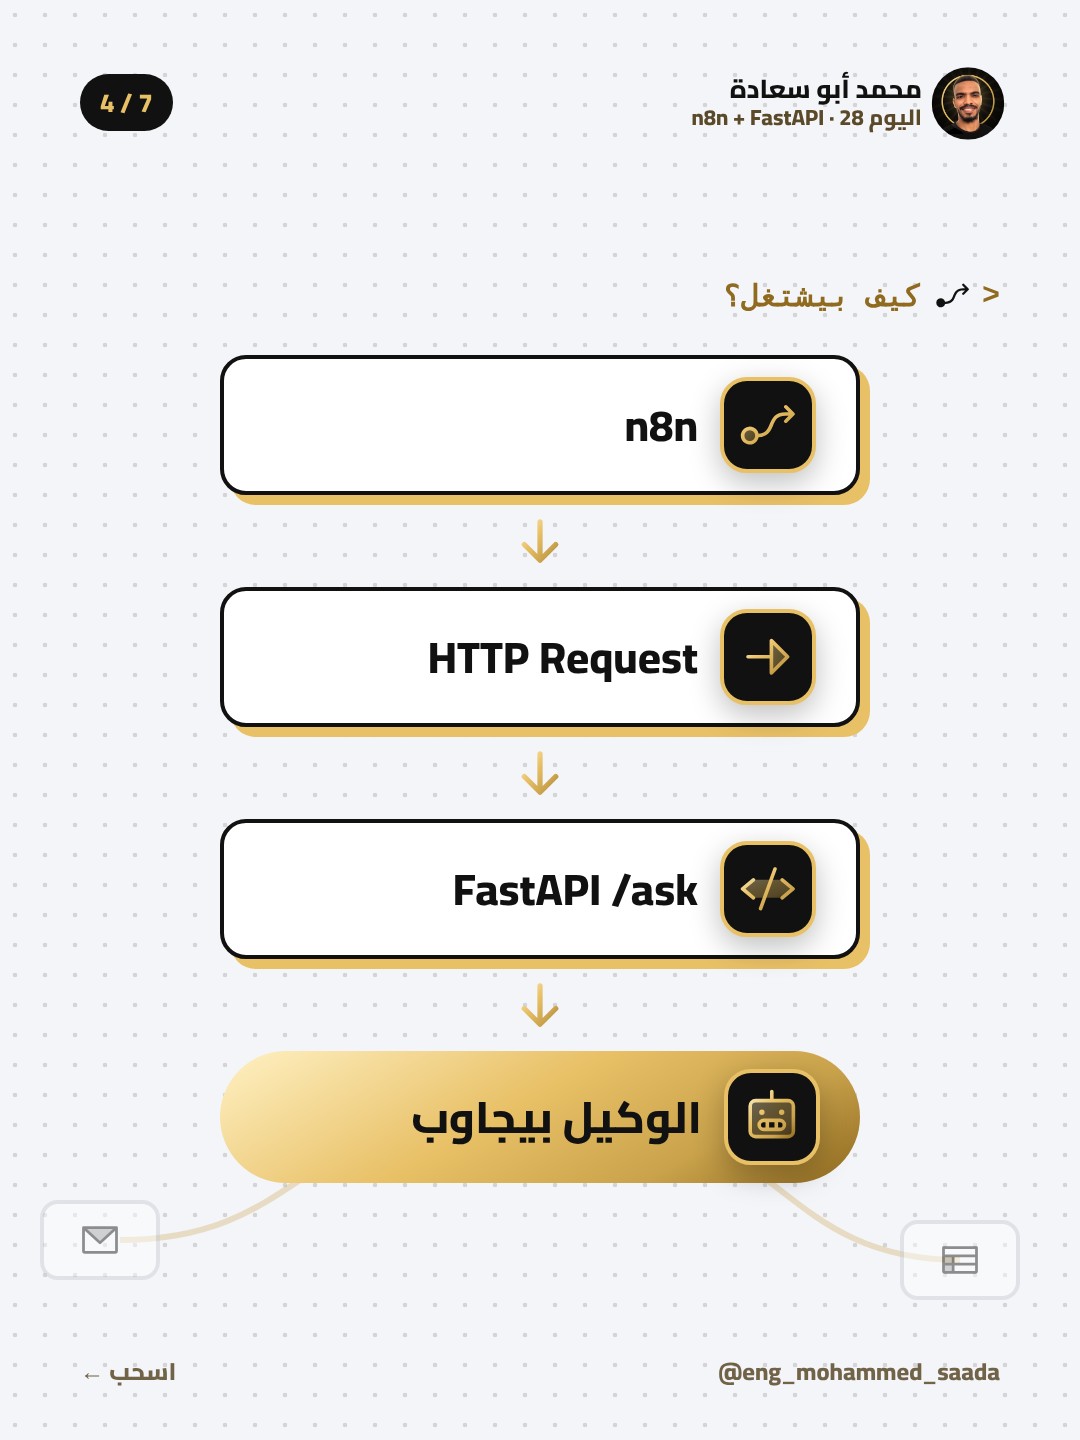 محمد أبو سعادة
اليوم 28 · n8n + FastAPI
4 / 7
> كيف بيشتغل؟
n8n
HTTP Request
FastAPI /ask
الوكيل بيجاوب
@eng_mohammed_saada
اسحب ←